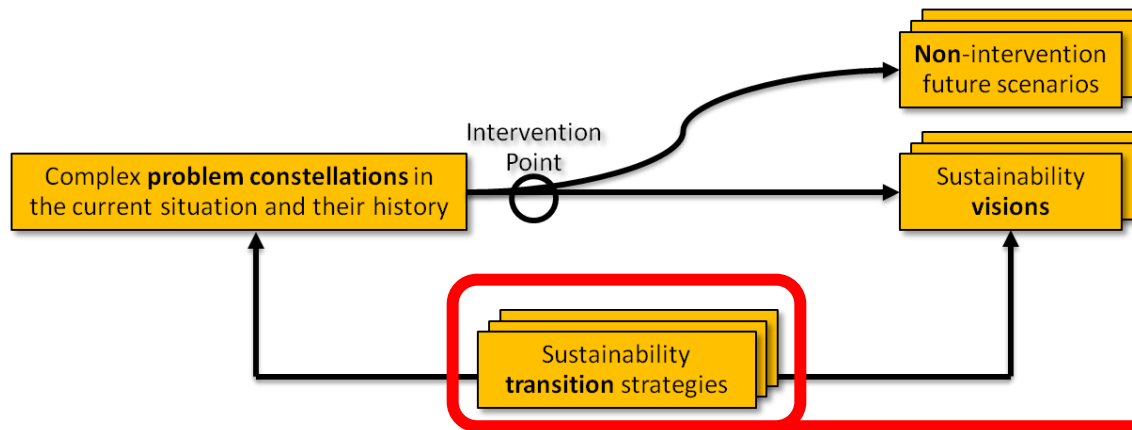 Non-intervention
future scenarios
Intervention
Point
Complex problem constellations in
the current situation and their history
Sustainability
visions
Sustainability
transition strategies